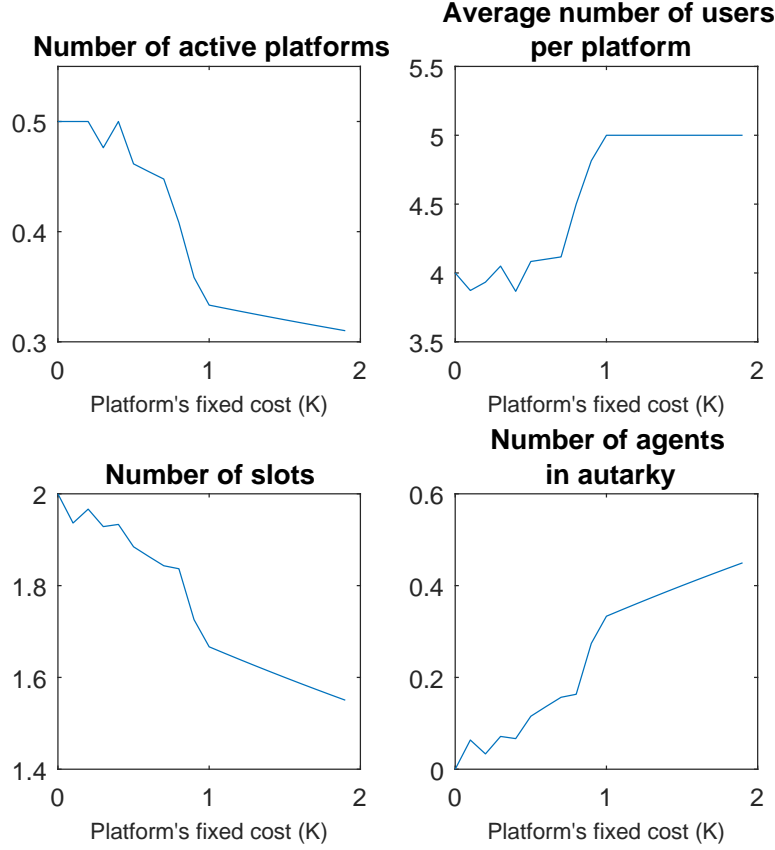 Number of active platforms
0.5
0.4
0.3
0
1
2
Platform's fixed cost (K)
Average number of users
per platform
5.5
5
4.5
4
3.5
0
1
2
Platform's fixed cost (K)
Number of slots
2
1.8
1.6
1.4
0
1
2
Platform's fixed cost (K)
Number of agents
in autarky
0.6
0.4
0.2
0
0
1
2
Platform's fixed cost (K)